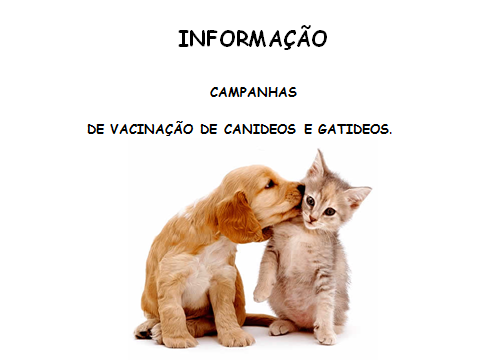 INFORMAÇÃO
CAMPANHAS
DE VACINAÇÃO DE CANIDEOS E GATIDEOS.